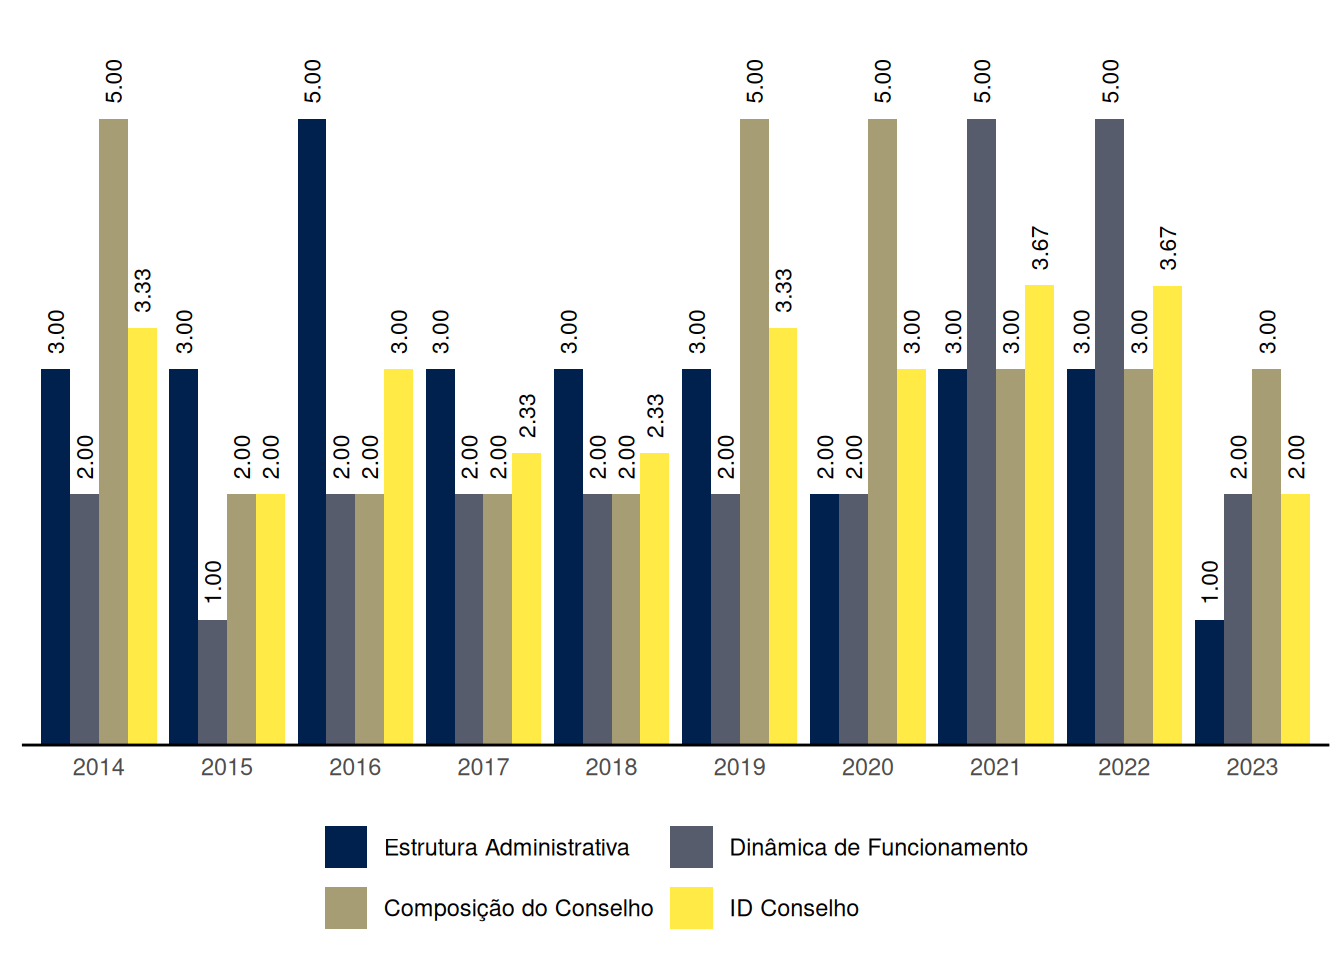 5.00 5.00 5.00 5.00 5.00 5.00
3.67 3.67
3.33 3.33
3.00 3.00 3.00 3.00 3.00 3.00 3.00 3.00 3.00 3.00 3.00 3.00
2.33 2.33
2.00 2.00 2.00 2.00 2.00 2.00 2.00 2.00 2.00 2.00 2.00 2.00 2.00 2.00
1.00 1.00
2014 2015 2016 2017 2018 2019 2020 2021 2022 2023
Estrutura Administrativa Dinâmica de Funcionamento
Composição do Conselho ID Conselho